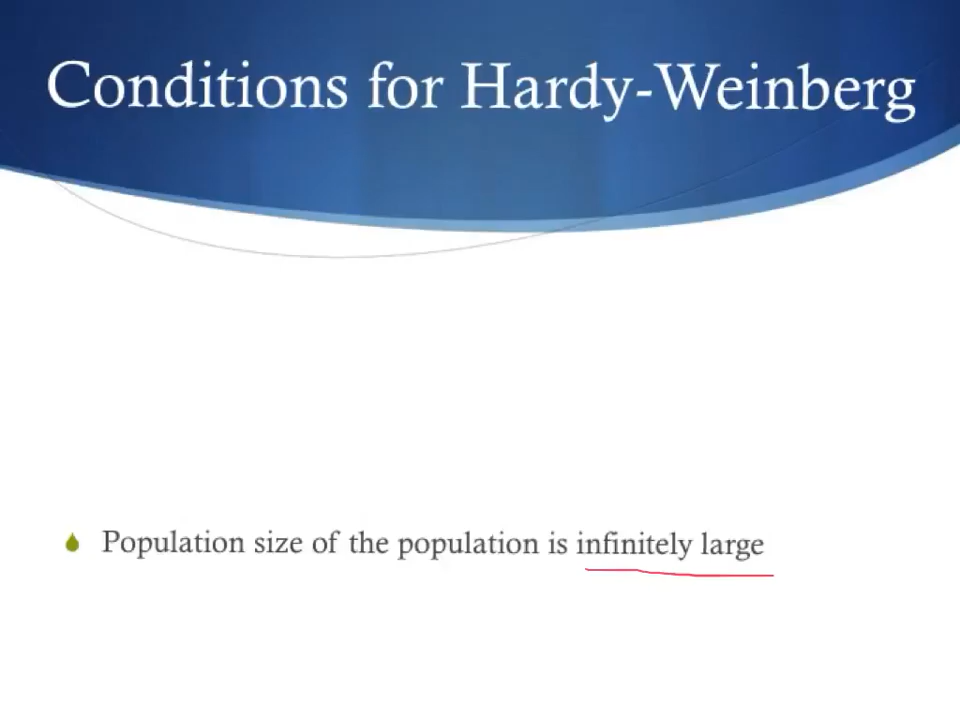 Conditions for Hardy-Weinberg
Population size of the population is infinitely large